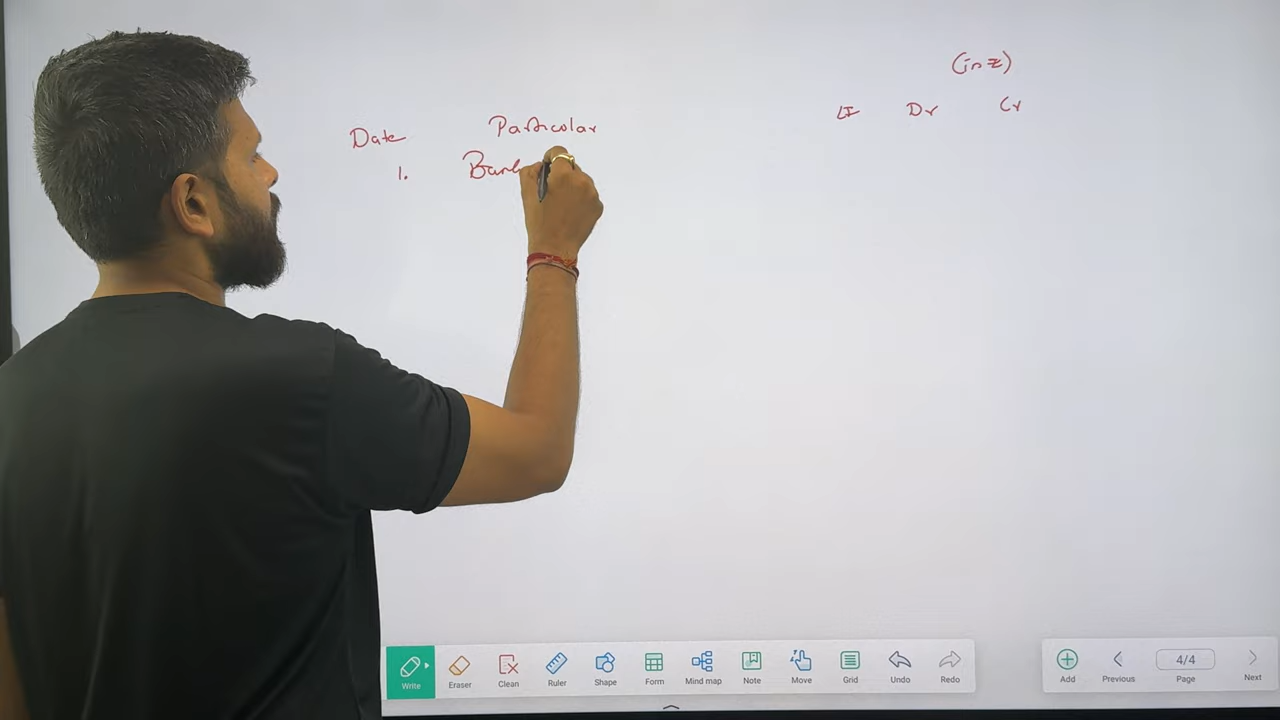 (in ₹)
Date Particular LF Dr Cr
1. Bank
Write Eraser Clean Ruler Shape Form Mind map Note Move Grid Undo Redo Add Previous 4/4 Page Next